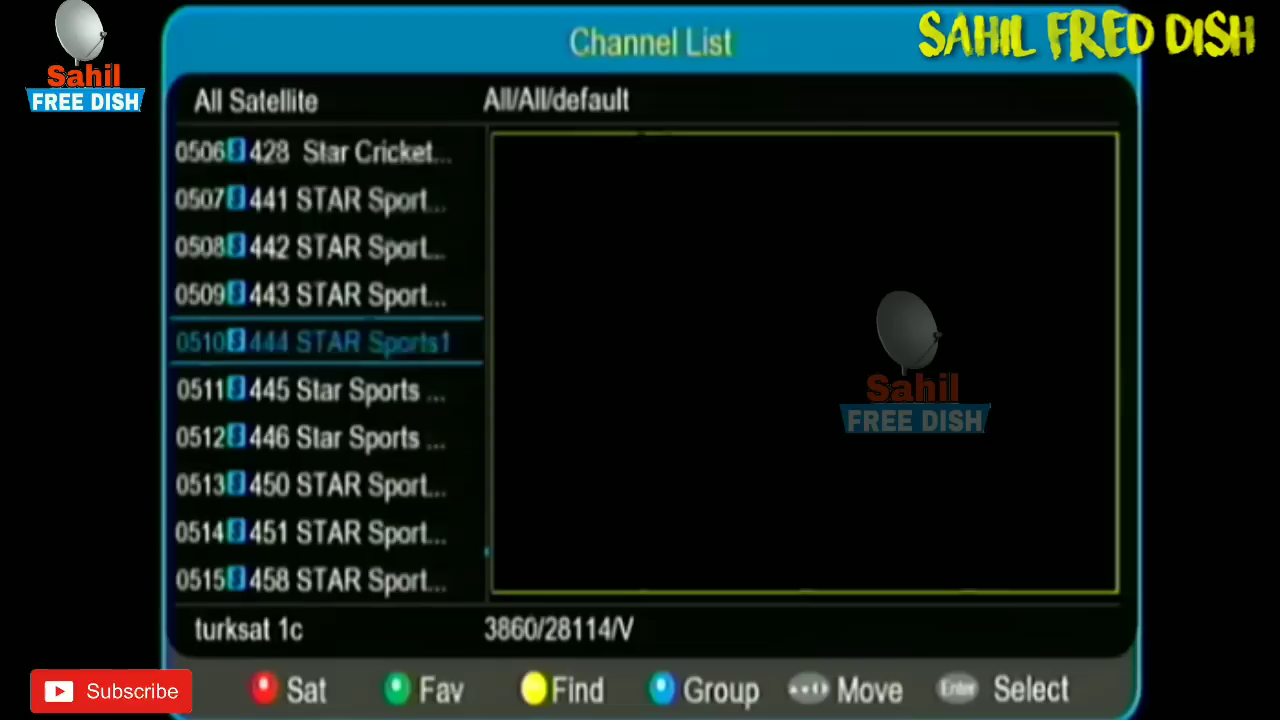 Channel List
SAHIL FRED DISH
Sahil
FREE DISH
All Satellite
All/All/default
0506 $ 428 Star Cricket...
0507 $ 441 STAR Sport...
0508 $ 442 STAR Sport...
0509 $ 443 STAR Sport...
0510 $ 444 STAR Sports1
0511 $ 445 Star Sports ...
0512 $ 446 Star Sports ...
0513 $ 450 STAR Sport...
0514 $ 451 STAR Sport...
0515 $ 458 STAR Sport...
Sahil
FREE DISH
turksat 1c
3860/28114/V
Subscribe
Sat
Fav
Find
Group
Move
Enter Select